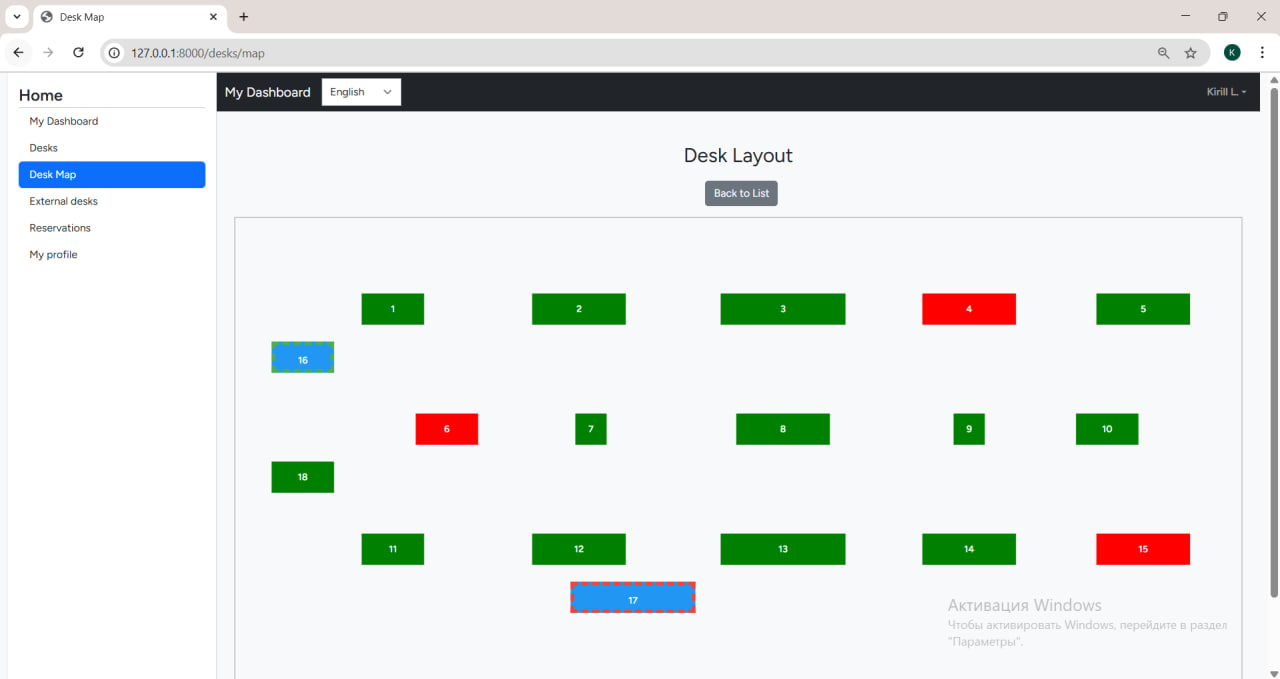 Desk Map
127.0.0.1:8000/desks/map
K
Home
My Dashboard
Desks
Desk Map
External desks
Reservations
My profile
My Dashboard
English
Kirill L.
Desk Layout
Back to List
1 2 3 4 5
16
6 7 8 9 10
18
11 12 13 14 15
17
Активация Windows
Чтобы активировать Windows, перейдите в раздел
"Параметры".